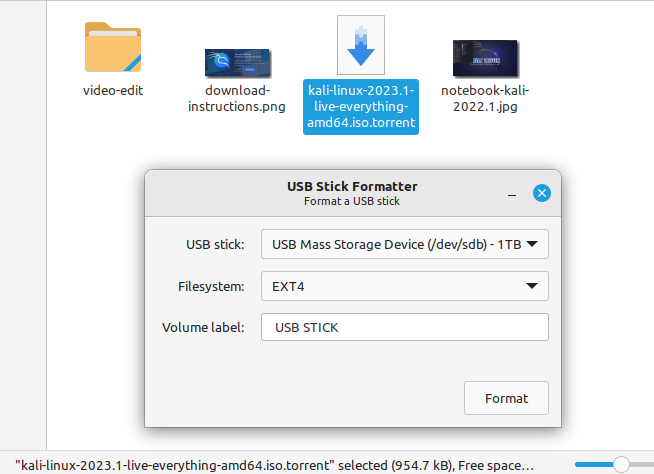 video-edit
download-
instructions.png
kali-linux-2023.1-
live-everything-
amd64.iso.torrent
notebook-kali-
2022.1.jpg
USB Stick Formatter
Format a USB stick
USB stick:
USB Mass Storage Device (/dev/sdb) - 1TB
Filesystem:
EXT4
Volume label:
USB STICK
Format
"kali-linux-2023.1-live-everything-amd64.iso.torrent" selected (954.7 kB), Free space…